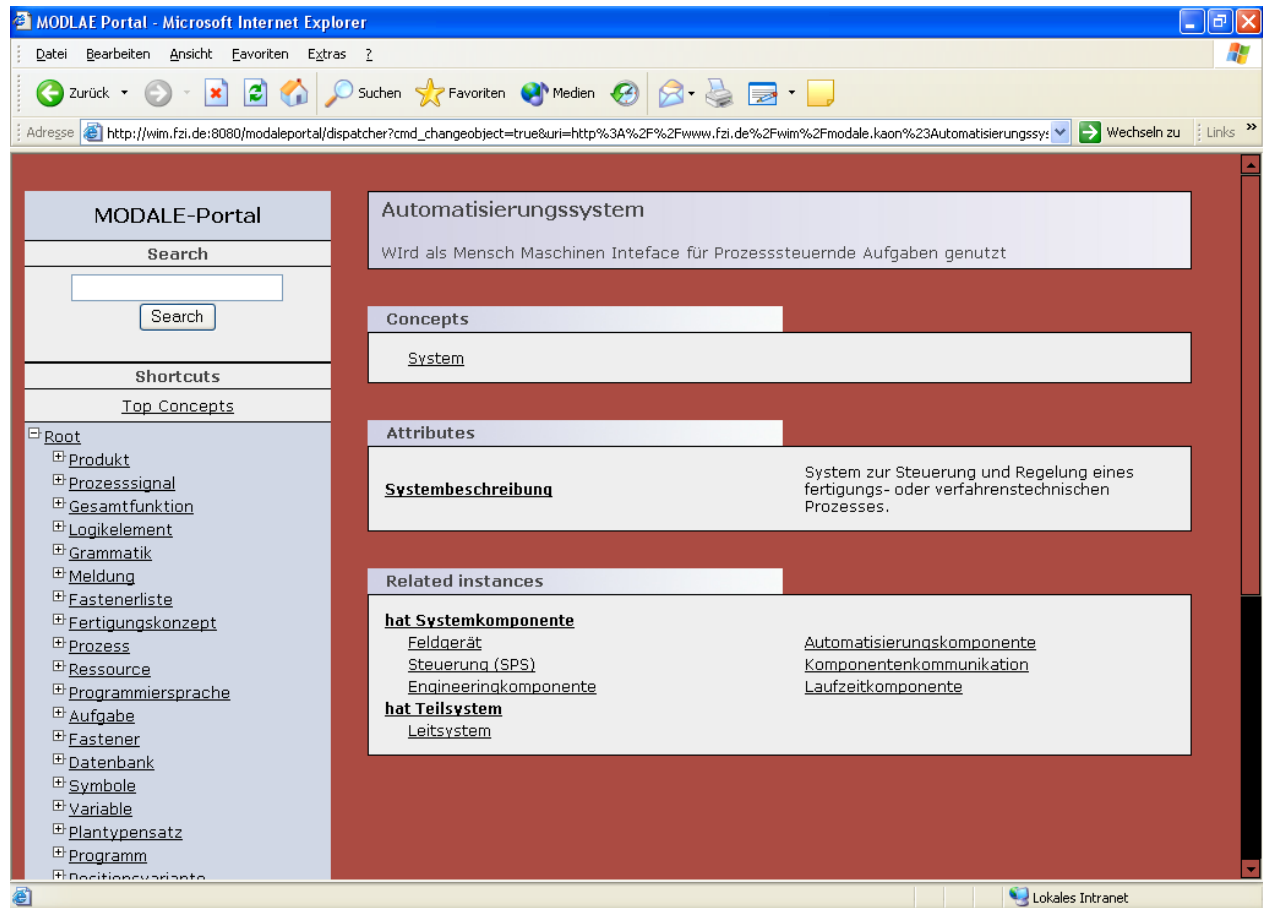 MODLAE Portal - Microsoft Internet Explorer
Datei Bearbeiten Ansicht Favoriten Extras ?
Zurück Suchen Favoriten Medien
Adresse http://wim.fzi.de:8080/modaleportal/dispatcher?cmd_changeobject=true&uri=http%3A%2F%2Fwww.fzi.de%2Fwim%2Fmodale.kaon%23Automatisierungssys Wechseln zu Links »
MODALE-Portal
Search
Search
Shortcuts
Top Concepts
Root
Produkt
Prozesssignal
Gesamtfunktion
Logikelement
Grammatik
Meldung
Fastenerliste
Fertigungskonzept
Prozess
Ressource
Programmiersprache
Aufgabe
Fastener
Datenbank
Symbole
Variable
Plantypensatz
Programm
Positionsvariante
Automatisierungssystem
WIrd als Mensch Maschinen Inteface für Prozesssteuernde Aufgaben genutzt
Concepts
System
Attributes
Systembeschreibung
System zur Steuerung und Regelung eines
fertigungs- oder verfahrenstechnischen
Prozesses.
Related instances
hat Systemkomponente
Feldgerät Automatisierungskomponente
Steuerung (SPS) Komponentenkommunikation
Engineeringkomponente Laufzeitkomponente
hat Teilsystem
Leitsystem
Lokales Intranet